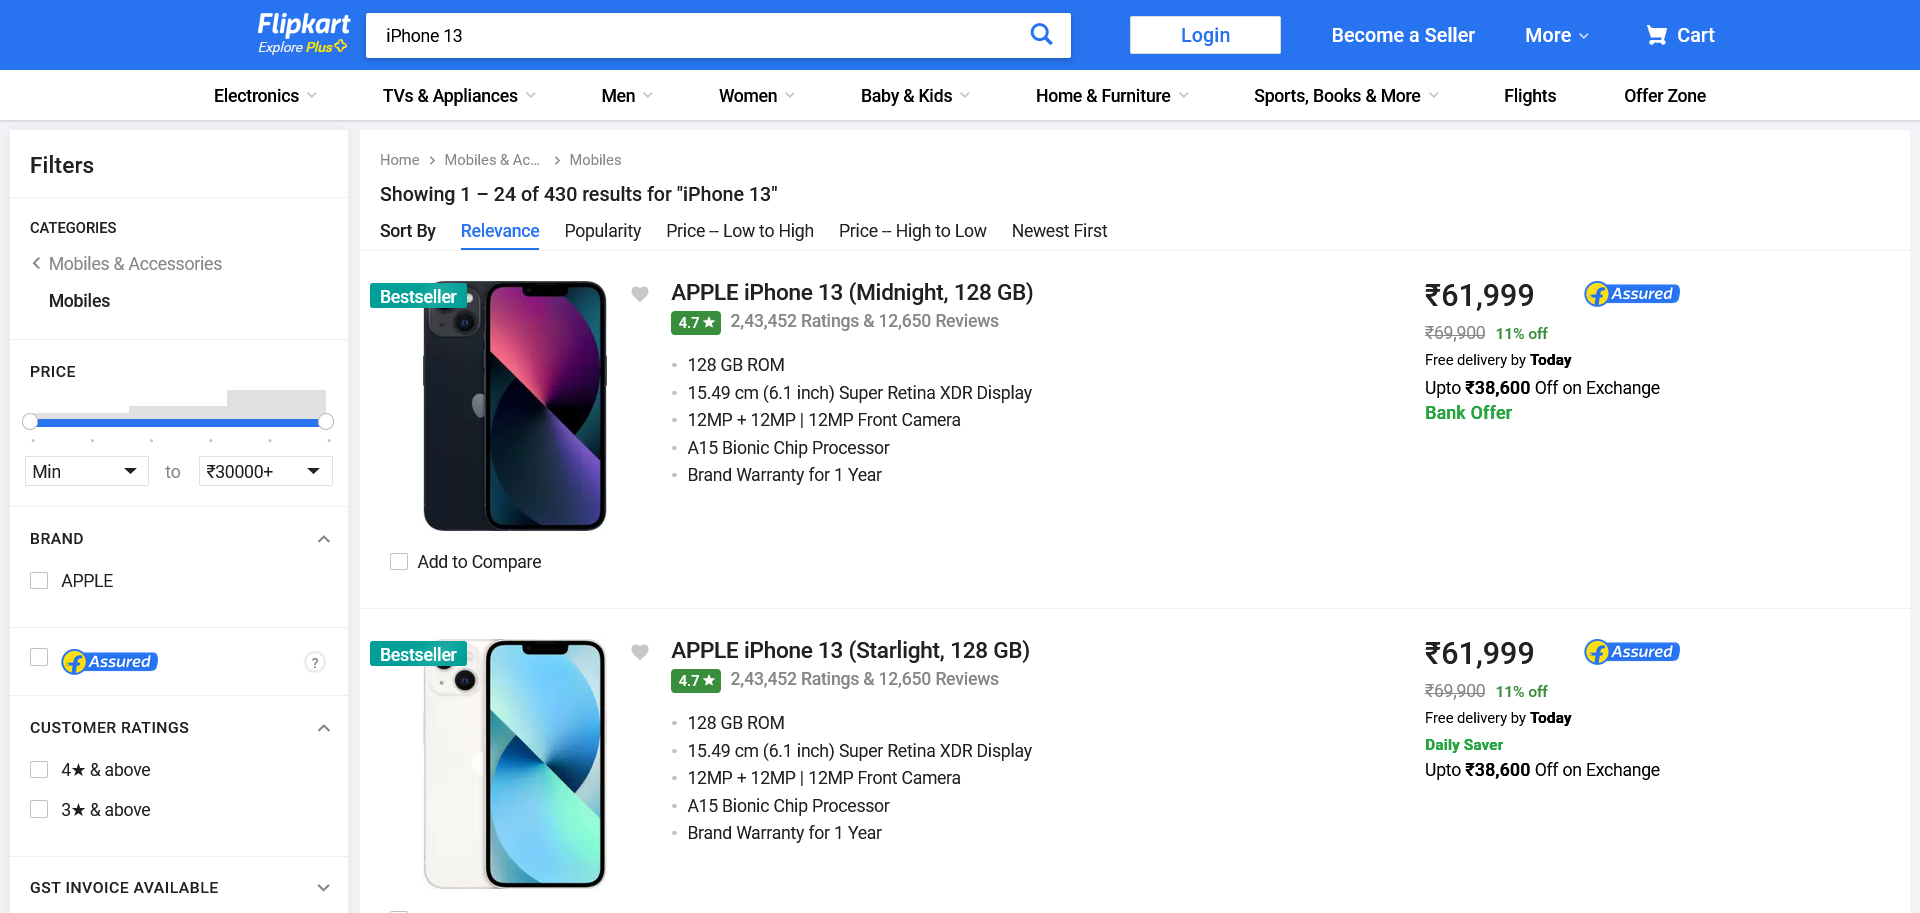 Flipkart
Explore Plus
iPhone 13
Login
Become a Seller
More
Cart
Electronics
TVs & Appliances
Men
Women
Baby & Kids
Home & Furniture
Sports, Books & More
Flights
Offer Zone
Filters
CATEGORIES
Mobiles & Accessories
Mobiles
PRICE
Min
to
₹30000+
BRAND
APPLE
Assured
?
CUSTOMER RATINGS
4★ & above
3★ & above
GST INVOICE AVAILABLE
Home
Mobiles & Ac...
Mobiles
Showing 1 – 24 of 430 results for "iPhone 13"
Sort By
Relevance
Popularity
Price -- Low to High
Price -- High to Low
Newest First
Bestseller
APPLE iPhone 13 (Midnight, 128 GB)
4.7★ 2,43,452 Ratings & 12,650 Reviews
128 GB ROM
15.49 cm (6.1 inch) Super Retina XDR Display
12MP + 12MP | 12MP Front Camera
A15 Bionic Chip Processor
Brand Warranty for 1 Year
₹61,999
Assured
₹69,900 11% off
Free delivery by Today
Upto ₹38,600 Off on Exchange
Bank Offer
Add to Compare
Bestseller
APPLE iPhone 13 (Starlight, 128 GB)
4.7★ 2,43,452 Ratings & 12,650 Reviews
128 GB ROM
15.49 cm (6.1 inch) Super Retina XDR Display
12MP + 12MP | 12MP Front Camera
A15 Bionic Chip Processor
Brand Warranty for 1 Year
₹61,999
Assured
₹69,900 11% off
Free delivery by Today
Daily Saver
Upto ₹38,600 Off on Exchange